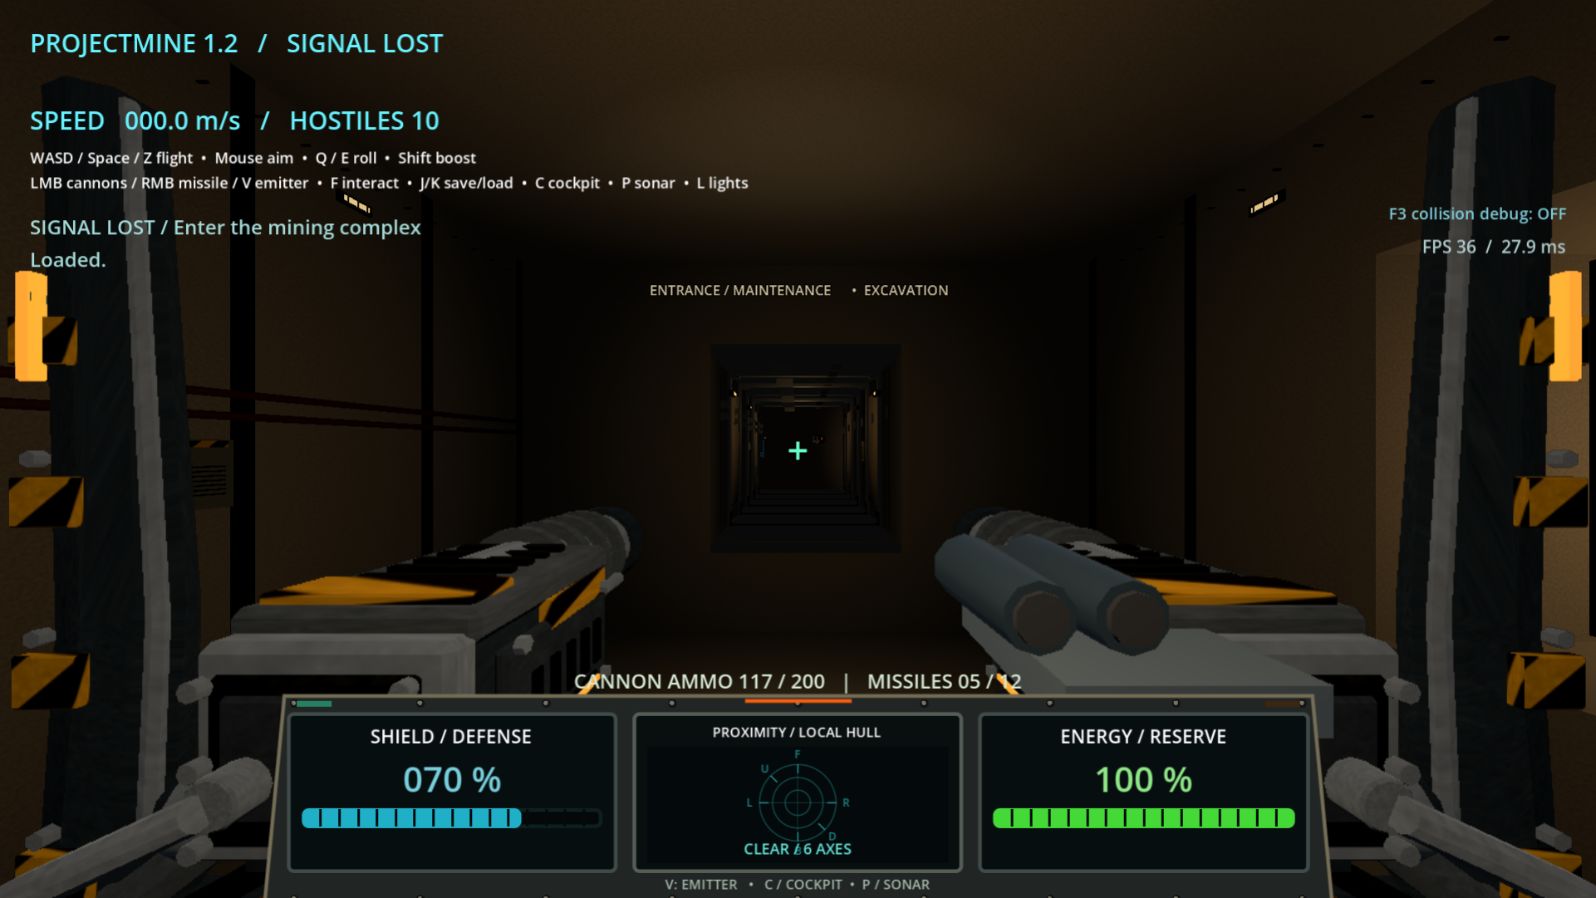 PROJECTMINE 1.2 / SIGNAL LOST
SPEED 000.0 m/s / HOSTILES 10
WASD / Space / Z flight • Mouse aim • Q / E roll • Shift boost
LMB cannons / RMB missile / V emitter • F interact • J/K save/load • C cockpit • P sonar • L lights
SIGNAL LOST / Enter the mining complex
Loaded.
F3 collision debug: OFF
FPS 36 / 27.9 ms
ENTRANCE / MAINTENANCE • EXCAVATION
CANNON AMMO 117 / 200 | MISSILES 05 / 12
SHIELD / DEFENSE
070 %
PROXIMITY / LOCAL HULL
F
U
L
R
D
CLEAR / 6 AXES
ENERGY / RESERVE
100 %
V: EMITTER • C / COCKPIT • P / SONAR